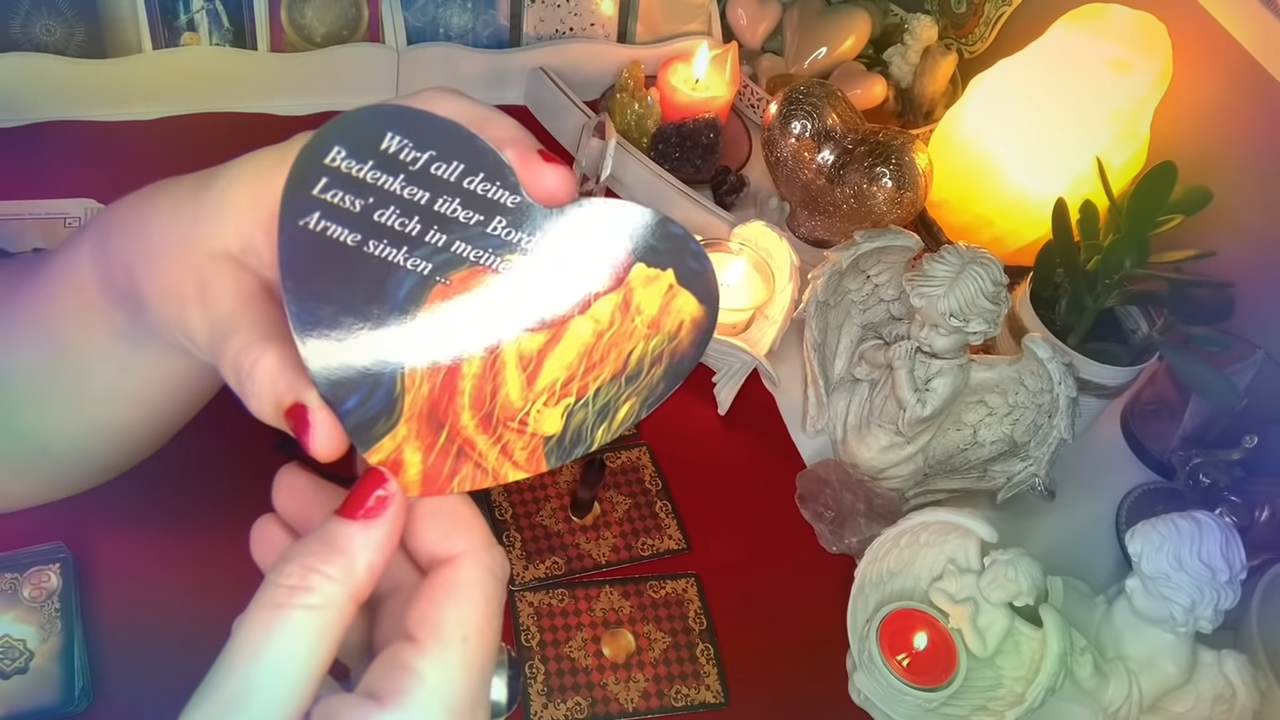 Wirf all deine
Bedenken über Bord
Lass' dich in meine
Arme sinken ...